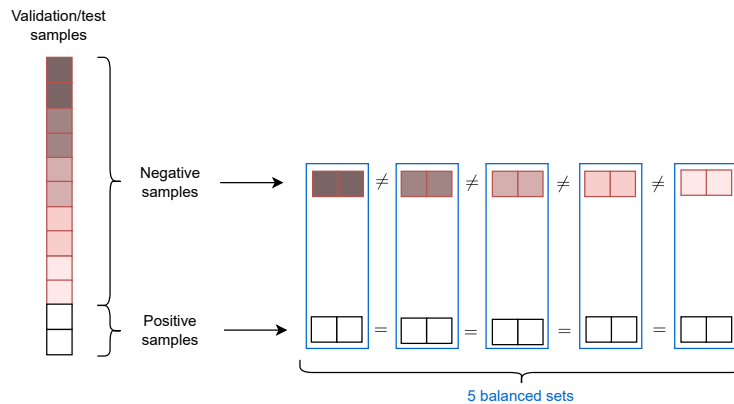 Validation/test
samples
Negative
samples
≠ ≠ ≠ ≠
Positive
samples
= = = =
5 balanced sets